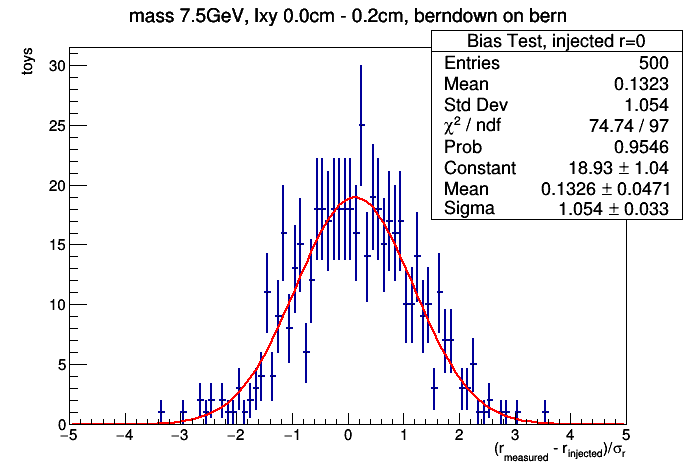 mass 7.5GeV, lxy 0.0cm - 0.2cm, berndown on bern
Bias Test, injected r=0
Entries 500
Mean 0.1323
Std Dev 1.054
χ² / ndf 74.74 / 97
Prob 0.9546
Constant 18.93 ± 1.04
Mean 0.1326 ± 0.0471
Sigma 1.054 ± 0.033
toys
30
25
20
15
10
5
0
−5 −4 −3 −2 −1 0 1 2 3 4 5
(r_measured - r_injected)/σ_r